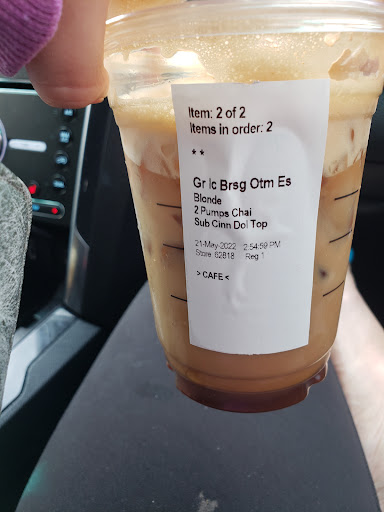 Item: 2 of 2
Items in order: 2
* *
Gr Ic Brsg Otm Es
Blonde
2 Pumps Chai
Sub Cinn Dol Top
21-May-2022 2:54:59 PM
Store 62818 Reg 1
> CAFE <